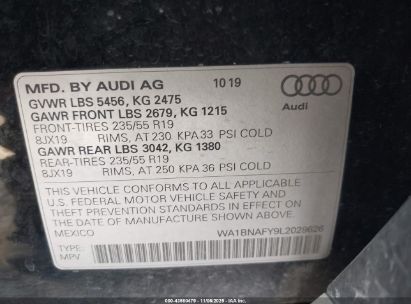 MFD. BY AUDI AG 10 19
GVWR LBS 5456, KG 2475
GAWR FRONT LBS 2679, KG 1215
FRONT-TIRES 235/55 R19
8JX19 RIMS, AT 230 KPA 33 PSI COLD
GAWR REAR LBS 3042, KG 1380
REAR-TIRES 235/55 R19
8JX19 RIMS, AT 250 KPA 36 PSI COLD
Audi
THIS VEHICLE CONFORMS TO ALL APPLICABLE
U.S. FEDERAL MOTOR VEHICLE SAFETY AND
THEFT PREVENTION STANDARDS IN EFFECT ON
THE DATE OF MANUFACTURE SHOWN ABOVE.
MEXICO WA1BNAFY9L2029626
TYPE:
MPV